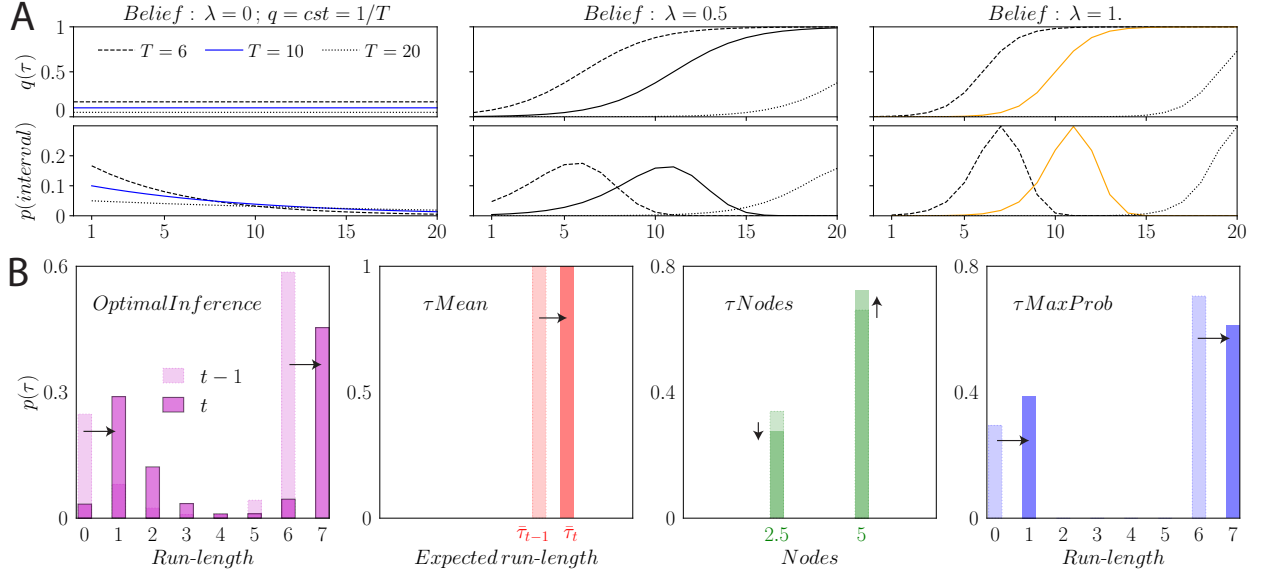 A
Belief : λ = 0 ; q = cst = 1/T
Belief : λ = 0.5
Belief : λ = 1.
q(τ)
1
0.5
0
T = 6
T = 10
T = 20
p(interval)
0.2
0.1
0
1 5 10 15 20
1 5 10 15 20
1 5 10 15 20
B
OptimalInference
p(τ)
0.6
0.3
0
t − 1
t
0 1 2 3 4 5 6 7
Run-length
τMean
1
0.5
0
τ̄t−1 τ̄t
Expected run-length
τNodes
0.8
0.4
0
2.5 5
Nodes
τMaxProb
0.8
0.4
0
0 1 2 3 4 5 6 7
Run-length